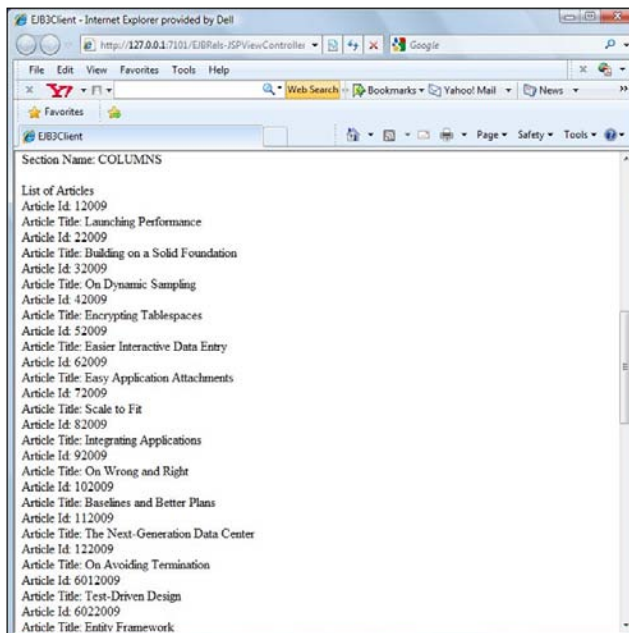 EJB3Client - Internet Explorer provided by Dell
http://127.0.0.1:7101/EJBRels-JSPViewController
Google
File Edit View Favorites Tools Help
Y7 Web Search Bookmarks Yahoo! Mail News
Favorites
EJB3Client Page Safety Tools
Section Name: COLUMNS
List of Articles
Article Id: 12009
Article Title: Launching Performance
Article Id: 22009
Article Title: Building on a Solid Foundation
Article Id: 32009
Article Title: On Dynamic Sampling
Article Id: 42009
Article Title: Encrypting Tablespaces
Article Id: 52009
Article Title: Easier Interactive Data Entry
Article Id: 62009
Article Title: Easy Application Attachments
Article Id: 72009
Article Title: Scale to Fit
Article Id: 82009
Article Title: Integrating Applications
Article Id: 92009
Article Title: On Wrong and Right
Article Id: 102009
Article Title: Baselines and Better Plans
Article Id: 112009
Article Title: The Next-Generation Data Center
Article Id: 122009
Article Title: On Avoiding Termination
Article Id: 6012009
Article Title: Test-Driven Design
Article Id: 6022009
Article Title: Entity Framework